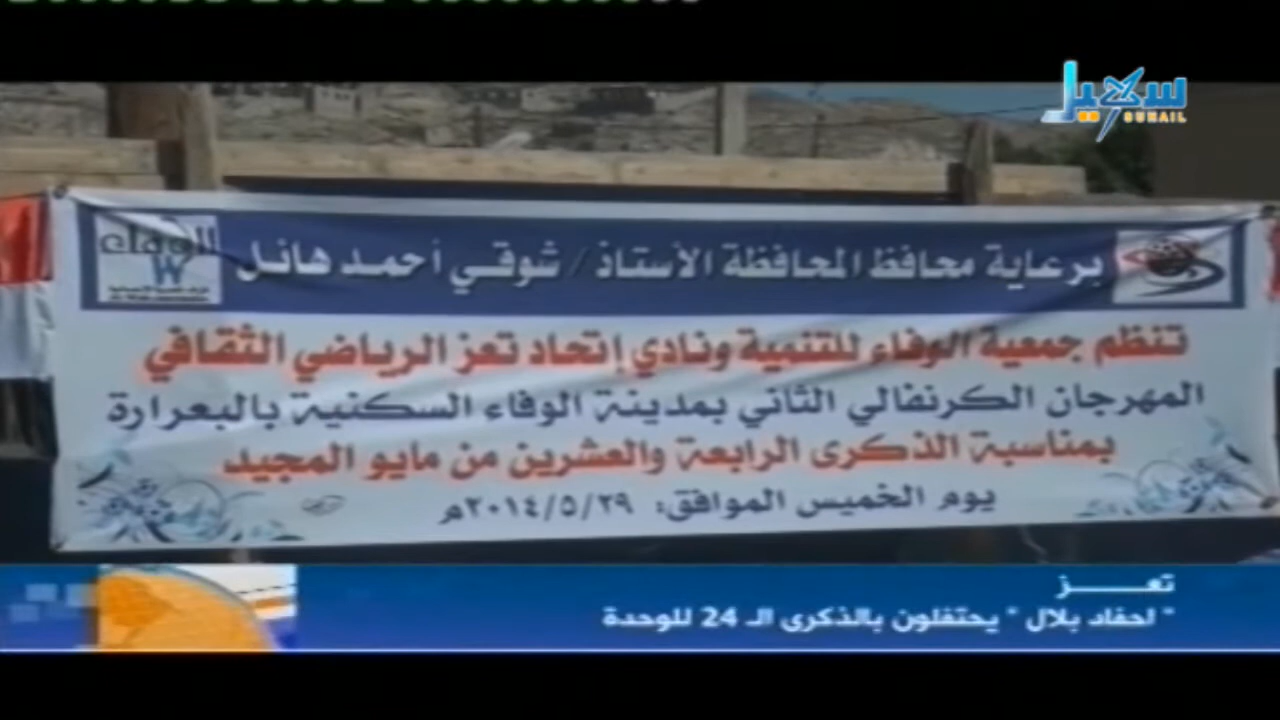 سهيل
SUHAIL
برعاية محافظ المحافظة الأستاذ / شوقي أحمد هائل
الوفاء
W
تنظم جمعية الوفاء للتنمية ونادي إتحاد تعز الرياضي الثقافي
المهرجان الكرنفالي الثاني بمدينة الوفاء السكنية بالبعرارة
بمناسبة الذكرى الرابعة والعشرين من مايو المجيد
يوم الخميس الموافق: ٢٠١٤/٥/٢٩م
تعــز
" احفاد بلال " يحتفلون بالذكرى الـ 24 للوحدة